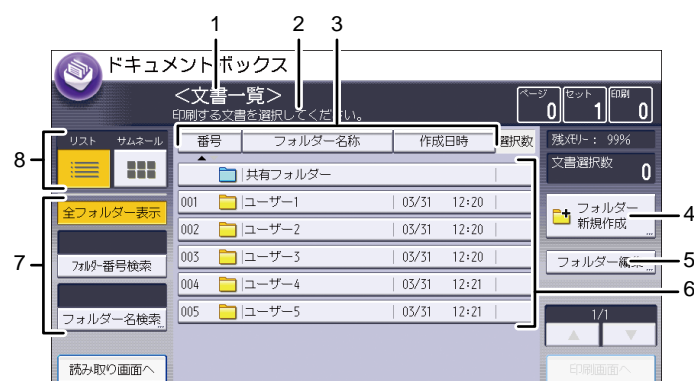 1
2
3
ドキュメントボックス
<文書一覧>
印刷する文書を選択してください。
ページ
0
セット
1
印刷
0
8
リスト
サムネール
番号
フォルダー名称
作成日時
選択数
残メモリー: 99%
文書選択数
0
共有フォルダー
001
ユーザー1
03/31 12:20
002
ユーザー2
03/31 12:20
003
ユーザー3
03/31 12:20
004
ユーザー4
03/31 12:21
005
ユーザー5
03/31 12:21
7
全フォルダー表示
フォルダー番号検索
フォルダー名検索
読み取り画面へ
フォルダー
新規作成
4
フォルダー編集
5
6
1/1
印刷画面へ